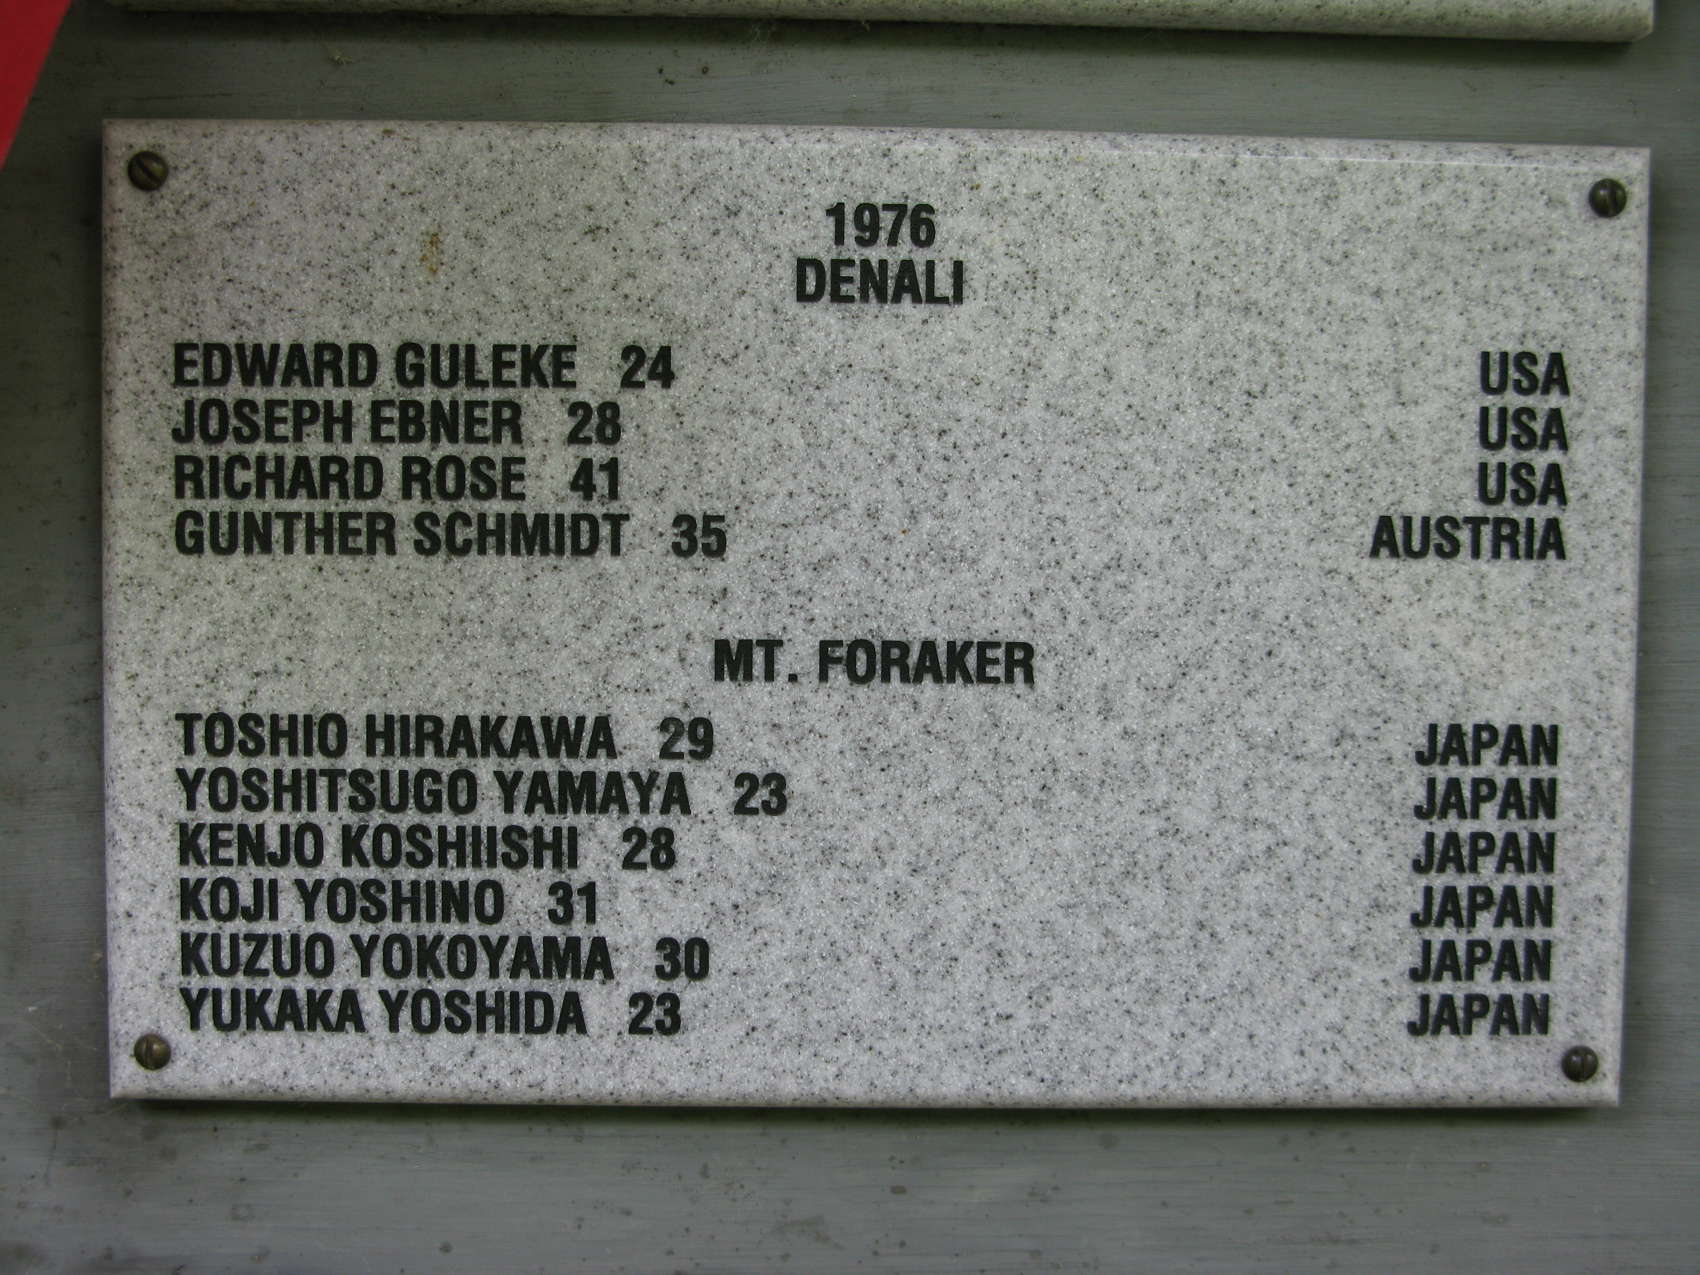 1976
DENALI
EDWARD GULEKE 24 USA
JOSEPH EBNER 28 USA
RICHARD ROSE 41 USA
GUNTHER SCHMIDT 35 AUSTRIA
MT. FORAKER
TOSHIO HIRAKAWA 29 JAPAN
YOSHITSUGO YAMAYA 23 JAPAN
KENJO KOSHIISHI 28 JAPAN
KOJI YOSHINO 31 JAPAN
KUZUO YOKOYAMA 30 JAPAN
YUKAKA YOSHIDA 23 JAPAN